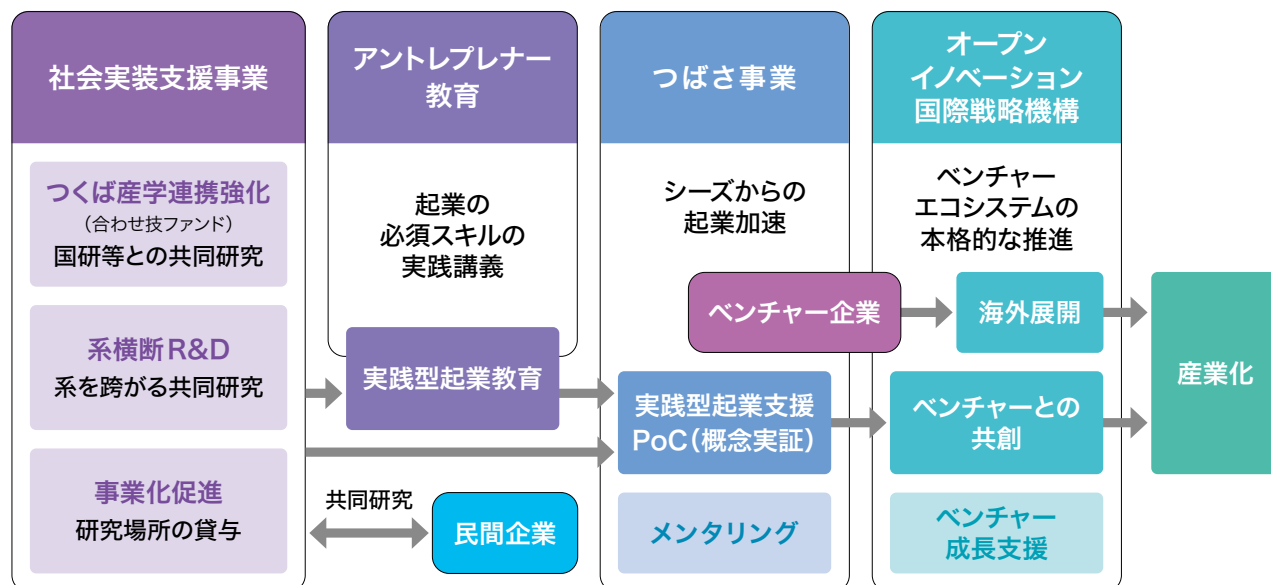 社会実装支援事業
つくば産学連携強化
(合わせ技ファンド)
国研等との共同研究
系横断R&D
系を跨がる共同研究
事業化促進
研究場所の貸与
アントレプレナー
教育
起業の
必須スキルの
実践講義
実践型起業教育
共同研究
民間企業
つばさ事業
シーズからの
起業加速
ベンチャー企業
実践型起業支援
PoC(概念実証)
メンタリング
オープン
イノベーション
国際戦略機構
ベンチャー
エコシステムの
本格的な推進
海外展開
ベンチャーとの
共創
ベンチャー
成長支援
産業化